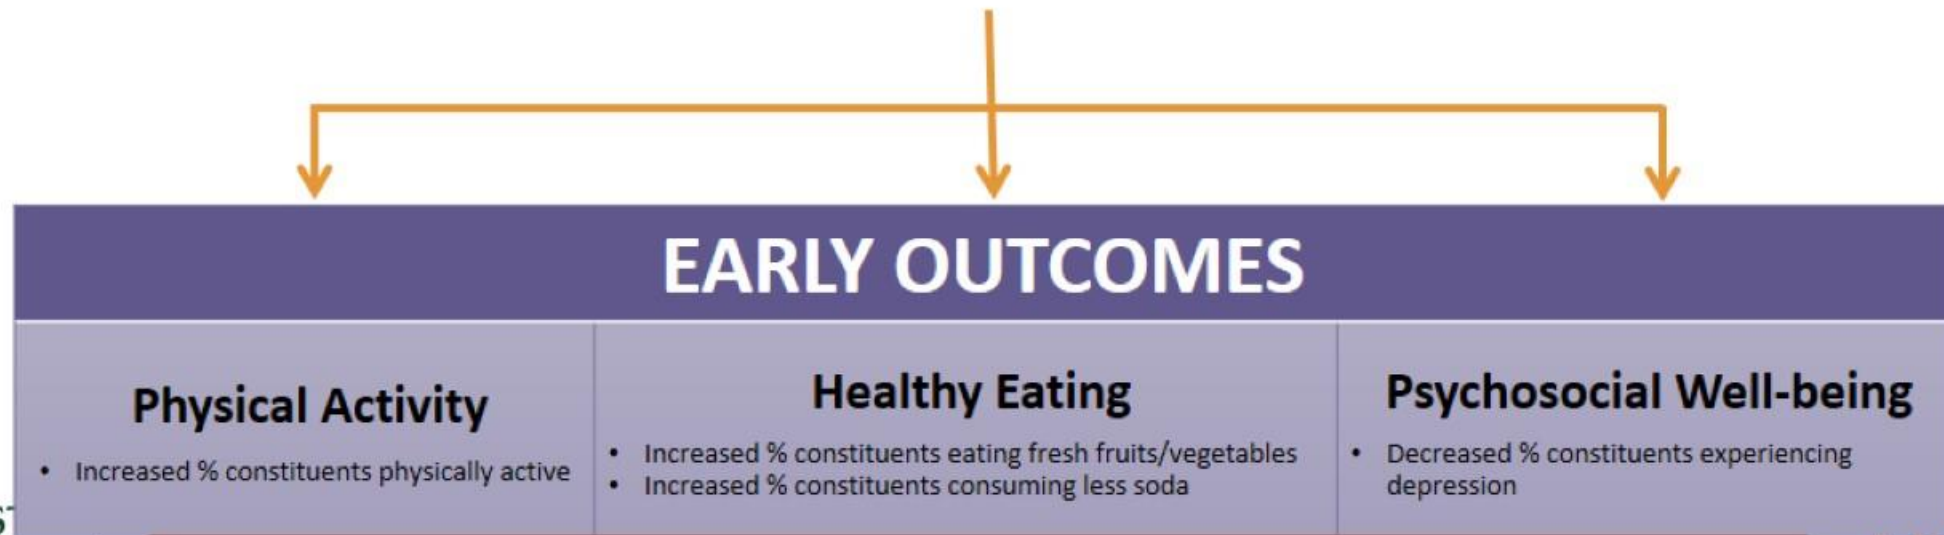 EARLY OUTCOMES
Physical Activity
• Increased % constituents physically active
Healthy Eating
• Increased % constituents eating fresh fruits/vegetables
• Increased % constituents consuming less soda
Psychosocial Well-being
• Decreased % constituents experiencing
depression